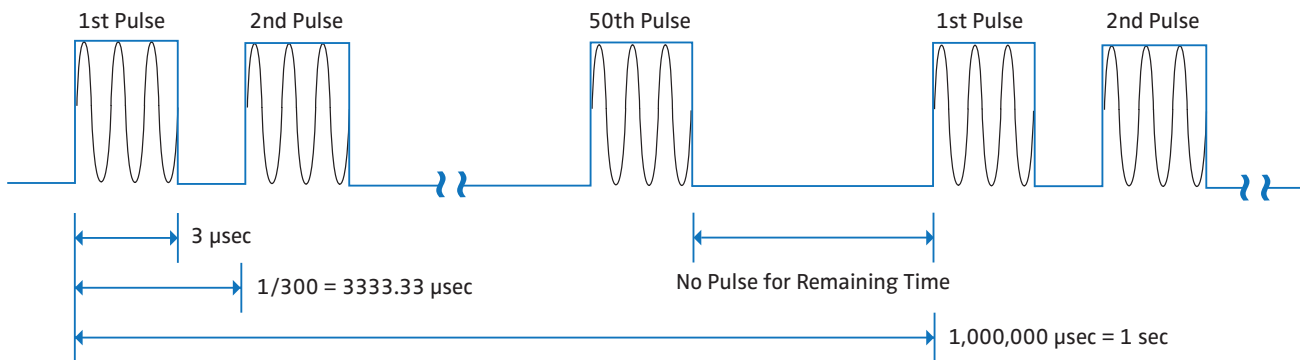 1st Pulse
2nd Pulse
50th Pulse
1st Pulse
2nd Pulse
3 µsec
1/300 = 3333.33 µsec
No Pulse for Remaining Time
1,000,000 µsec = 1 sec